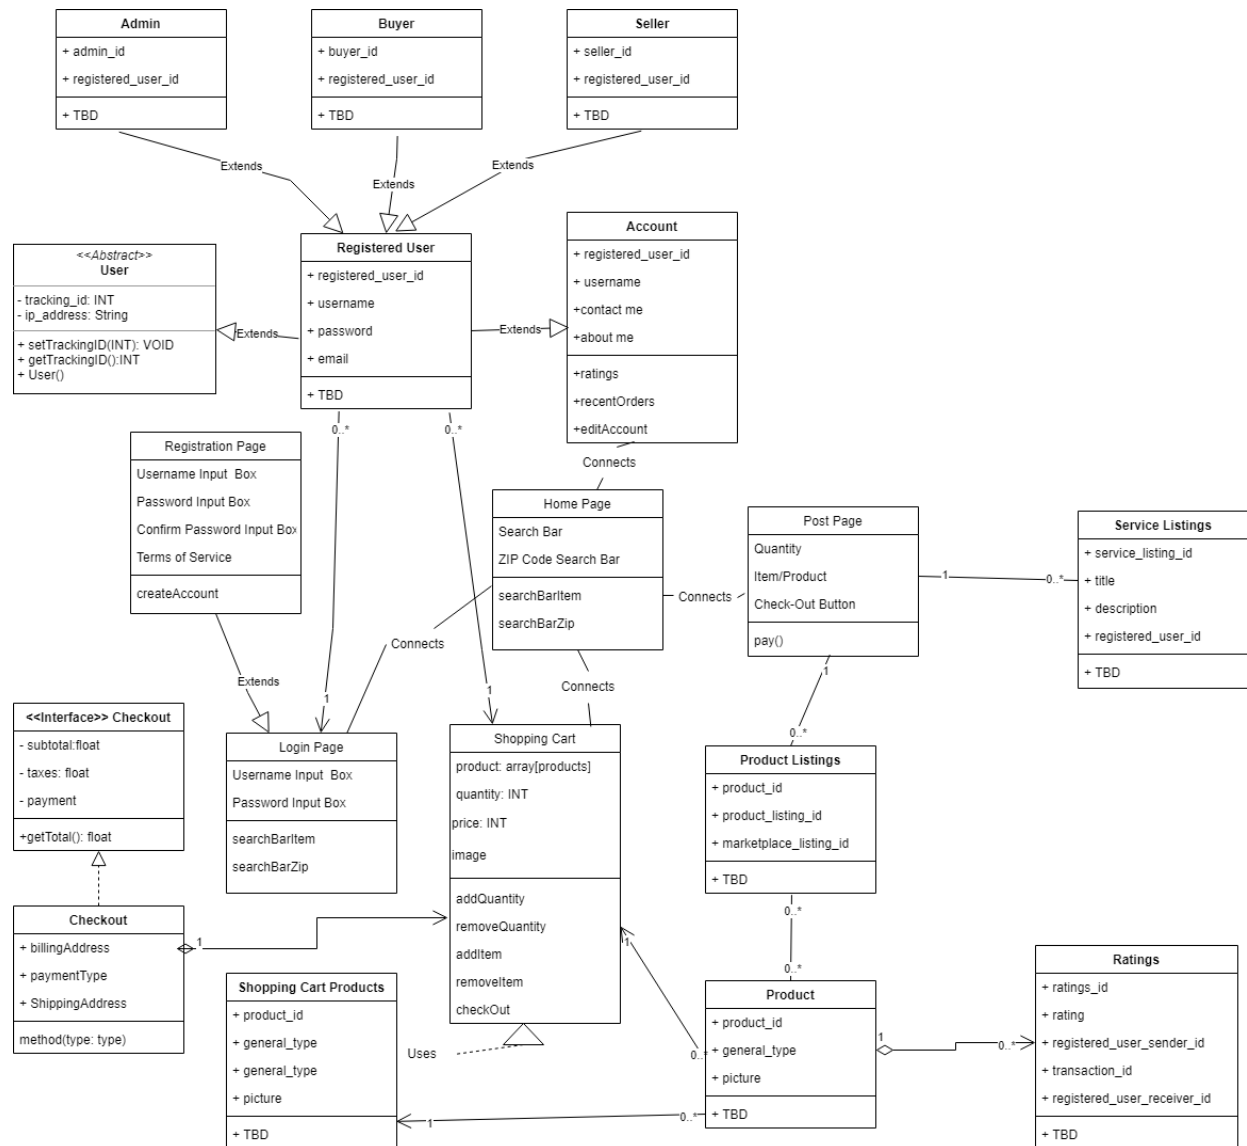 Admin
+ admin_id
+ registered_user_id
+ TBD
Buyer
+ buyer_id
+ registered_user_id
+ TBD
Seller
+ seller_id
+ registered_user_id
+ TBD
Extends
Extends
Extends
<<Abstract>>
User
- tracking_id: INT
- ip_address: String
+ setTrackingID(INT): VOID
+ getTrackingID():INT
+ User()
Extends
Registered User
+ registered_user_id
+ username
+ password
+ email
+ TBD
Extends
Account
+ registered_user_id
+ username
+contact me
+about me
+ratings
+recentOrders
+editAccount
0..*
0..*
Connects
Registration Page
Username Input  Box
Password Input Box
Confirm Password Input Box
Terms of Service
createAccount
Home Page
Search Bar
ZIP Code Search Bar
searchBarItem
searchBarZip
Connects
Post Page
Quantity
Item/Product
Check-Out Button
pay()
1
0..*
Service Listings
+ service_listing_id
+ title
+ description
+ registered_user_id
+ TBD
Connects
Extends
Connects
1
1
1
0..*
<<Interface>> Checkout
- subtotal:float
- taxes: float
- payment
+getTotal(): float
Login Page
Username Input  Box
Password Input Box
searchBarItem
searchBarZip
Shopping Cart
product: array[products]
quantity: INT
price: INT
image
addQuantity
removeQuantity
addItem
removeItem
checkOut
Product Listings
+ product_id
+ product_listing_id
+ marketplace_listing_id
+ TBD
0..*
0..*
Checkout
+ billingAddress
+ paymentType
+ ShippingAddress
method(type: type)
1
1
0..*
Shopping Cart Products
+ product_id
+ general_type
+ general_type
+ picture
+ TBD
Uses
1
0..*
Product
+ product_id
+ general_type
+ picture
+ TBD
1
0..*
Ratings
+ ratings_id
+ rating
+ registered_user_sender_id
+ transaction_id
+ registered_user_receiver_id
+ TBD